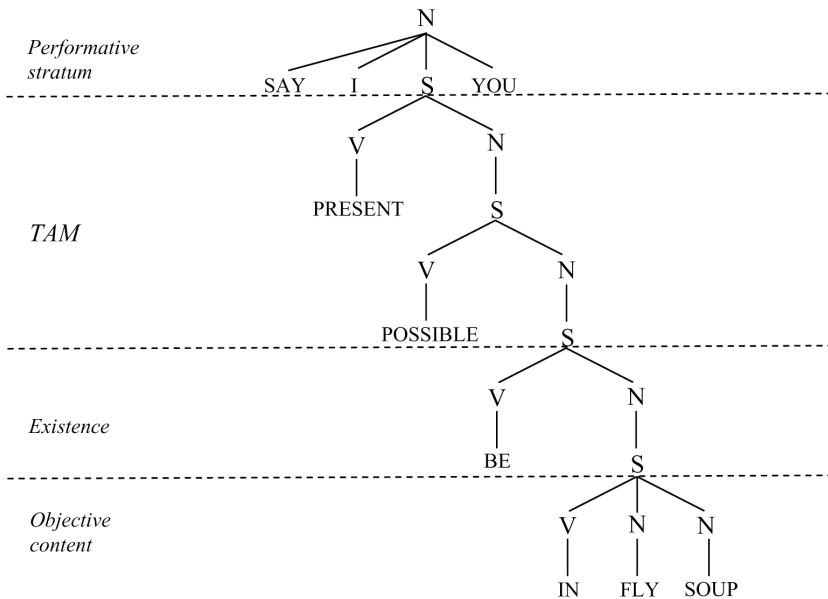 N
Performative
stratum
SAY I S YOU
V N
PRESENT
S
TAM
V N
POSSIBLE
S
V N
Existence
BE
S
Objective
content
V N N
IN FLY SOUP